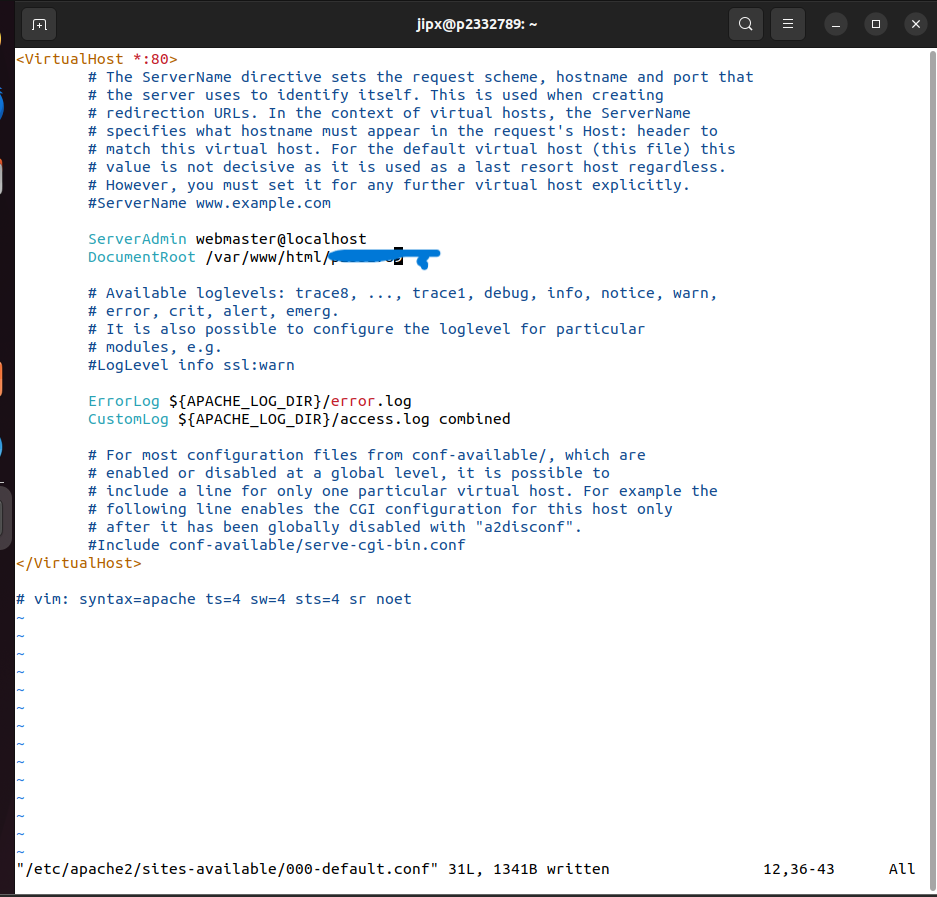 jipx@p2332789: ~
<VirtualHost *:80>
# The ServerName directive sets the request scheme, hostname and port that
# the server uses to identify itself. This is used when creating
# redirection URLs. In the context of virtual hosts, the ServerName
# specifies what hostname must appear in the request's Host: header to
# match this virtual host. For the default virtual host (this file) this
# value is not decisive as it is used as a last resort host regardless.
# However, you must set it for any further virtual host explicitly.
#ServerName www.example.com
ServerAdmin webmaster@localhost
DocumentRoot /var/www/html/
# Available loglevels: trace8, ..., trace1, debug, info, notice, warn,
# error, crit, alert, emerg.
# It is also possible to configure the loglevel for particular
# modules, e.g.
#LogLevel info ssl:warn
ErrorLog ${APACHE_LOG_DIR}/error.log
CustomLog ${APACHE_LOG_DIR}/access.log combined
# For most configuration files from conf-available/, which are
# enabled or disabled at a global level, it is possible to
# include a line for only one particular virtual host. For example the
# following line enables the CGI configuration for this host only
# after it has been globally disabled with "a2disconf".
#Include conf-available/serve-cgi-bin.conf
</VirtualHost>
# vim: syntax=apache ts=4 sw=4 sts=4 sr noet
~
~
~
~
~
~
~
~
~
~
~
~
~
~
"/etc/apache2/sites-available/000-default.conf" 31L, 1341B written 12,36-43 All